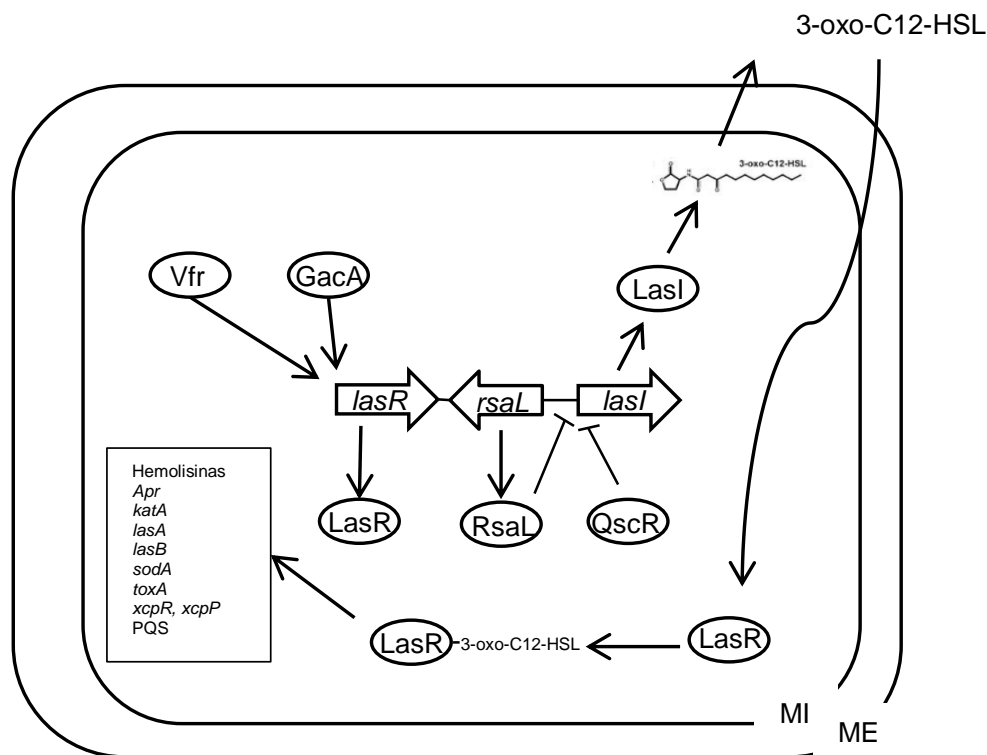 3-oxo-C12-HSL
3-oxo-C12-HSL
O
H
N
O
O
O
Vfr
GacA
LasI
lasR
rsaL
lasI
Hemolisinas
Apr
katA
lasA
lasB
sodA
toxA
xcpR, xcpP
PQS
LasR
RsaL
QscR
LasR
3-oxo-C12-HSL
LasR
MI
ME